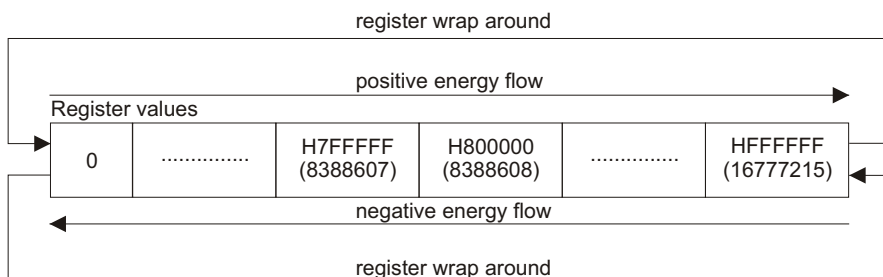 register wrap around
positive energy flow
Register values
0
...............
H7FFFFF
(8388607)
H800000
(8388608)
...............
HFFFFFF
(16777215)
negative energy flow
register wrap around